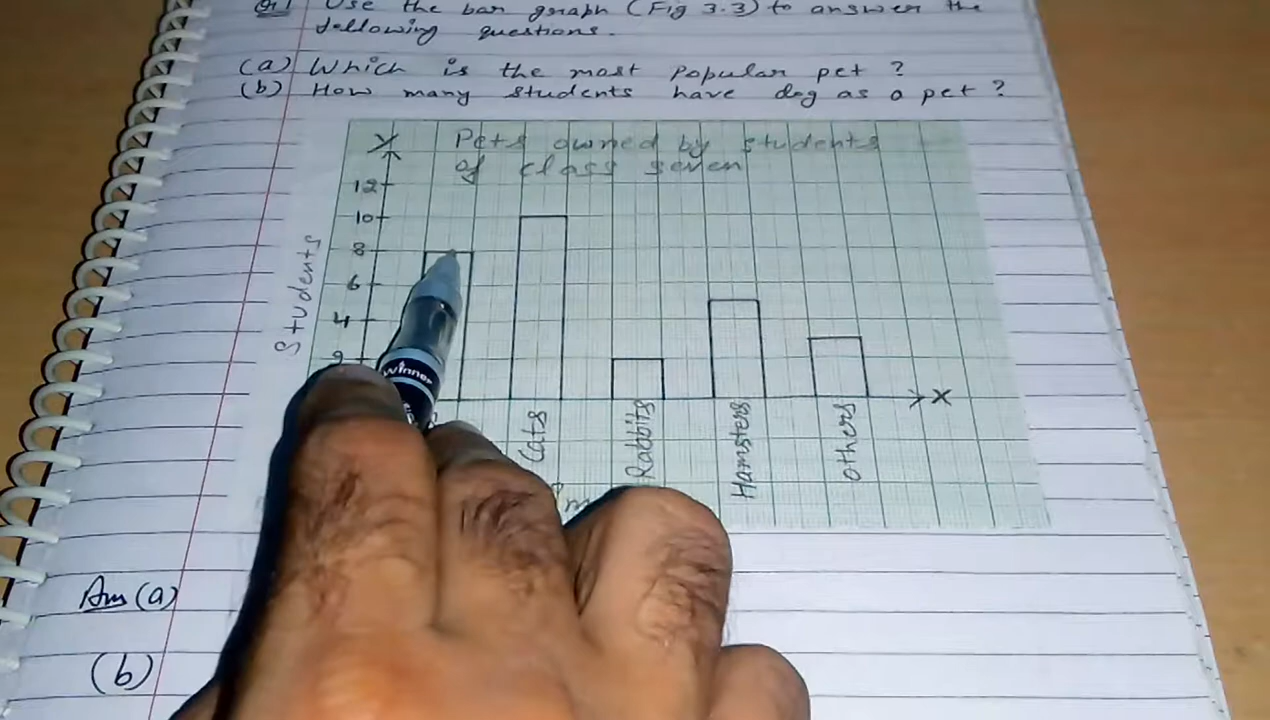 Q.1 Use the bar graph (Fig 3.3) to answer the
following questions.
(a) Which is the most popular pet ?
(b) How many students have dog as a pet ?
Y
Pets owned by students
of class seven
12
10
8
6
4
2
Students
Winner
Cats
Rabbits
Hamsters
others
X
Ans (a)
(b)